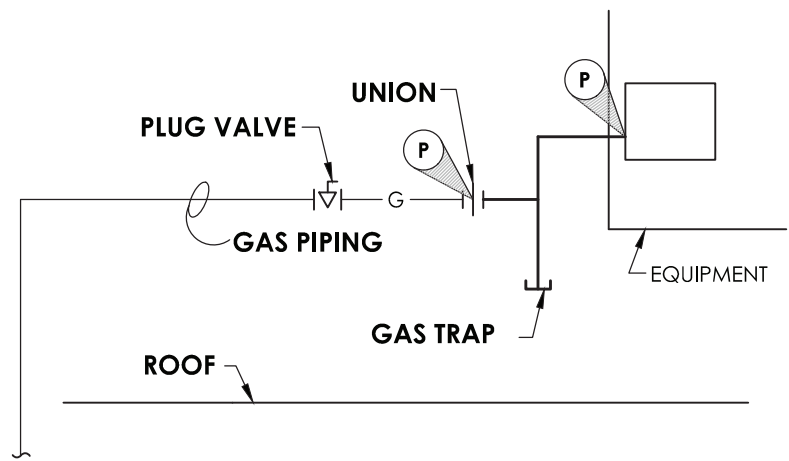 P
UNION
PLUG VALVE
P
G
GAS PIPING
EQUIPMENT
GAS TRAP
ROOF